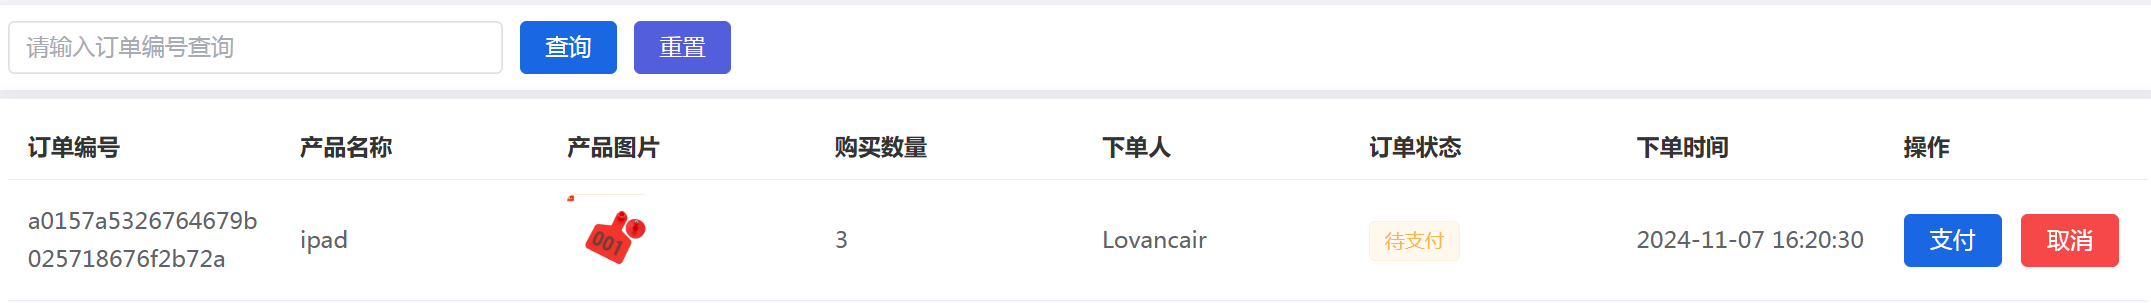 请输入订单编号查询 查询 重置
订单编号 产品名称 产品图片 购买数量 下单人 订单状态 下单时间 操作
a0157a5326764679b
025718676f2b72a
ipad 001 3 Lovancair 待支付 2024-11-07 16:20:30 支付 取消